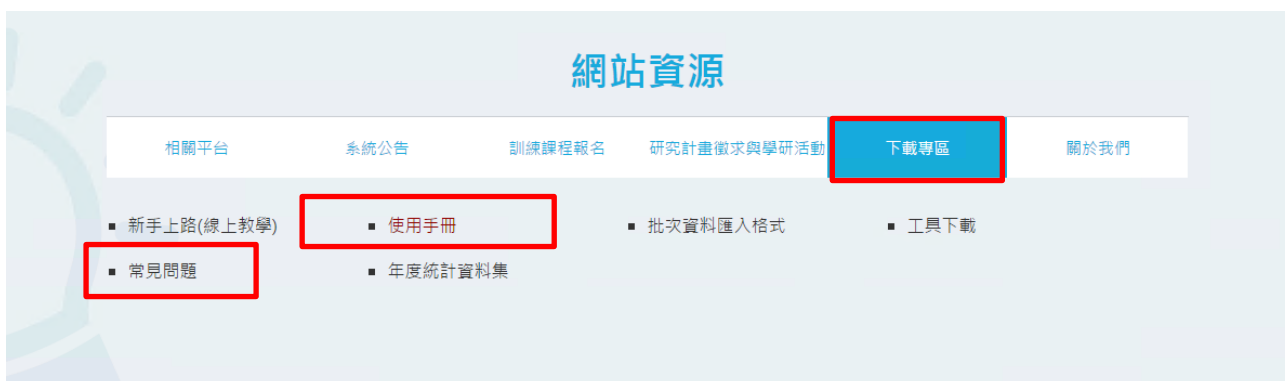 網站資源
相關平台 系統公告 訓練課程報名 研究計畫徵求與學研活動 下載專區 關於我們
▪ 新手上路(線上教學) ▪ 使用手冊 ▪ 批次資料匯入格式 ▪ 工具下載
▪ 常見問題 ▪ 年度統計資料集